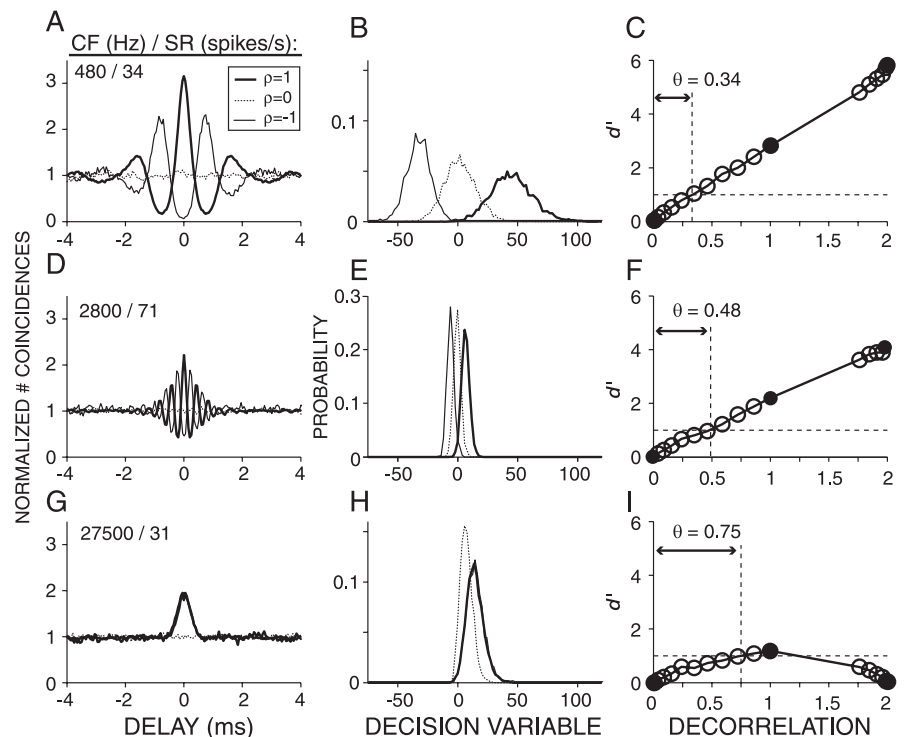 A
B
C
CF (Hz) / SR (spikes/s):
480 / 34
ρ=1
ρ=0
ρ=-1
3
2
1
0
-4 -2 0 2 4
0.1
0
-50 0 50 100
θ = 0.34
d'
6
4
2
0
0 0.5 1 1.5 2
D
E
F
2800 / 71
3
2
1
0
-4 -2 0 2 4
0.3
0.2
0.1
0
-50 0 50 100
θ = 0.48
d'
6
4
2
0
0 0.5 1 1.5 2
NORMALIZED # COINCIDENCES
PROBABILITY
G
H
I
27500 / 31
3
2
1
0
-4 -2 0 2 4
0.1
0
-50 0 50 100
θ = 0.75
d'
6
4
2
0
0 0.5 1 1.5 2
DELAY (ms)
DECISION VARIABLE
DECORRELATION